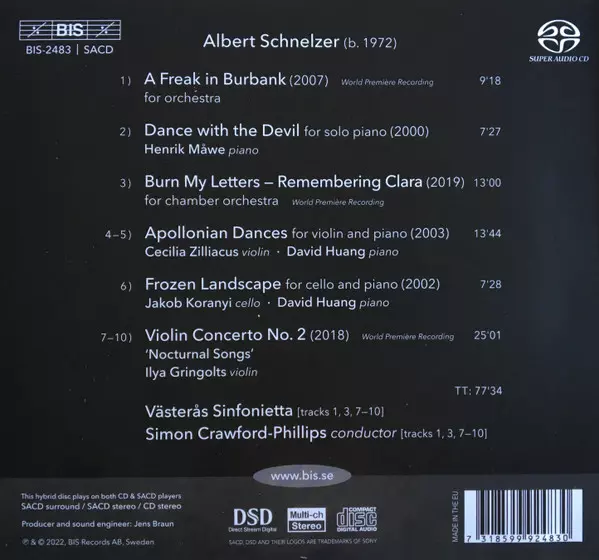 BIS
BIS-2483 | SACD
Albert Schnelzer (b. 1972)
SUPER AUDIO CD
1) A Freak in Burbank (2007) World Première Recording 9'18
for orchestra
2) Dance with the Devil for solo piano (2000) 7'27
Henrik Måwe piano
3) Burn My Letters – Remembering Clara (2019) 13'00
for chamber orchestra World Première Recording
4–5) Apollonian Dances for violin and piano (2003) 13'44
Cecilia Zilliacus violin · David Huang piano
6) Frozen Landscape for cello and piano (2002) 7'28
Jakob Koranyi cello · David Huang piano
7–10) Violin Concerto No. 2 (2018) World Première Recording 25'01
‘Nocturnal Songs’
Ilya Gringolts violin
TT: 77'34
Västerås Sinfonietta [tracks 1, 3, 7–10]
Simon Crawford-Phillips conductor [tracks 1, 3, 7–10]
www.bis.se
This hybrid disc plays on both CD & SACD players
SACD surround / SACD stereo / CD stereo
Producer and sound engineer: Jens Braun
℗ & © 2022, BIS Records AB, Sweden
DSD
Direct Stream Digital
Multi-ch
Stereo
COMPACT
disc
DIGITAL AUDIO
SACD, DSD AND THEIR LOGOS ARE TRADEMARKS OF SONY
MADE IN THE EU
7 318599 924830